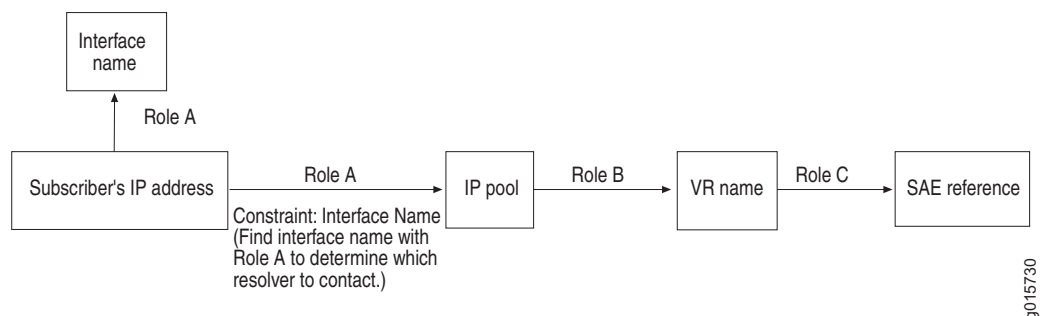 Interface
name
Role A
Subscriber's IP address
Role A
IP pool
Role B
VR name
Role C
SAE reference
Constraint: Interface Name
(Find interface name with
Role A to determine which
resolver to contact.)
g015730